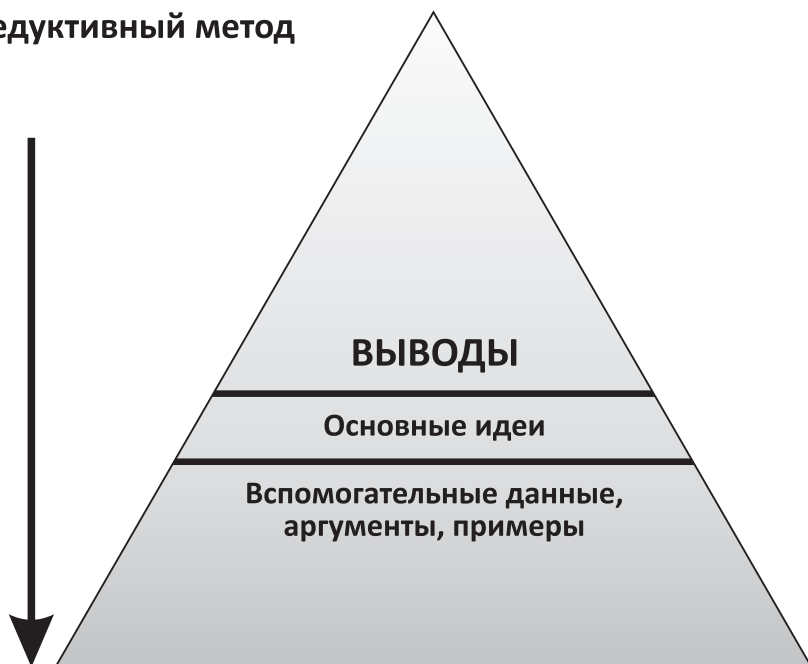 едуктивный метод
ВЫВОДЫ
Основные идеи
Вспомогательные данные,
аргументы, примеры